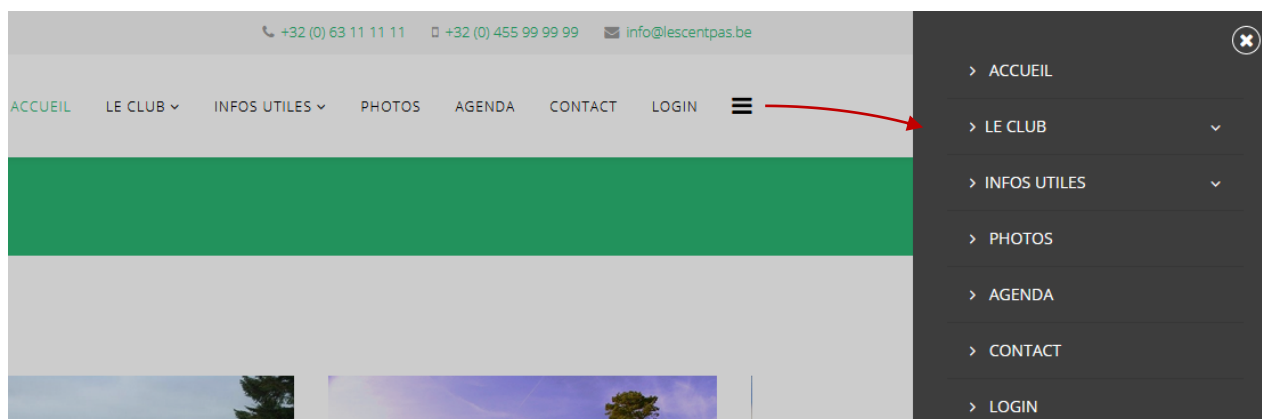 +32 (0) 63 11 11 11 +32 (0) 455 99 99 99 info@lescentpas.be
ACCUEIL LE CLUB INFOS UTILES PHOTOS AGENDA CONTACT LOGIN
ACCUEIL
LE CLUB
INFOS UTILES
PHOTOS
AGENDA
CONTACT
LOGIN